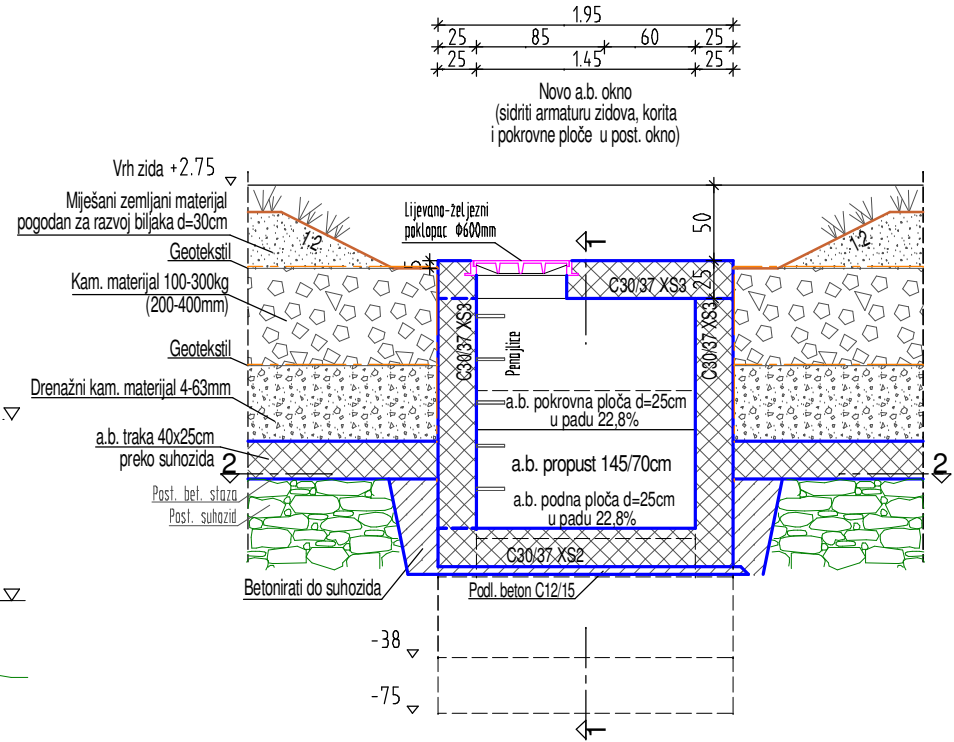 1.95
25 85 60 25
25 1.45 25
Novo a.b. okno
(sidriti armaturu zidova, korita
i pokrovne ploče u post. okno)
Vrh zida +2.75
Miješani zemljani materijal
pogodan za razvoj biljaka d=30cm
Geotekstil
Kam. materijal 100-300kg
(200-400mm)
Geotekstil
Drenažni kam. materijal 4-63mm
a.b. traka 40x25cm
preko suhozida
2
Post. bet. staza
Post. suhozid
Betonirati do suhozida
1:2
Lijevano-željezni
poklopac Φ600mm
1
50
1:2
5
C30/37 XS3
25
C30/37 XS3
Penjalice
C30/37 XS3
a.b. pokrovna ploča d=25cm
u padu 22,8%
a.b. propust 145/70cm
a.b. podna ploča d=25cm
u padu 22,8%
2
C30/37 XS2
Podl. beton C12/15
-38
-75
1